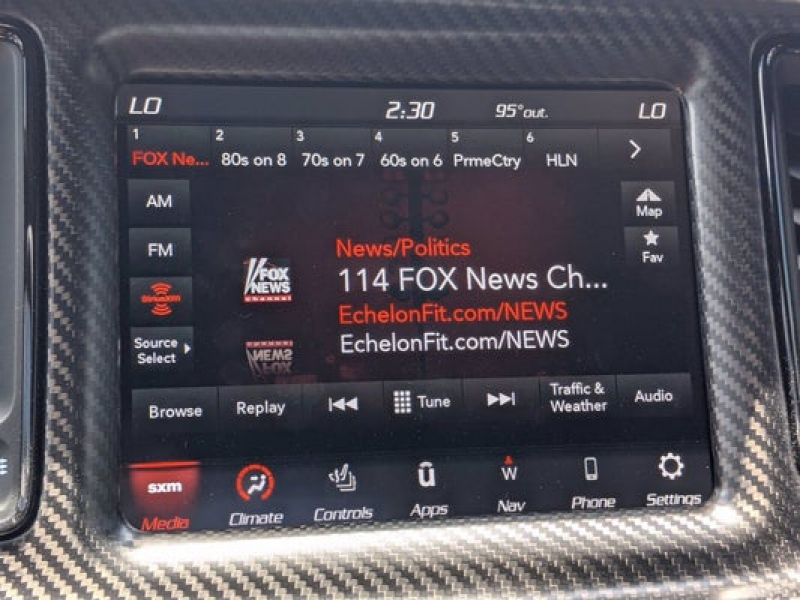 LO 2:30 95°out. LO
1 2 3 4 5 6
FOX Ne... 80s on 8 70s on 7 60s on 6 PrmeCtry HLN
AM
Map
FM
Fav
SiriusXM
Source
Select
FOX
NEWS
channel
News/Politics
114 FOX News Ch...
EchelonFit.com/NEWS
EchelonFit.com/NEWS
Browse Replay Tune Traffic &
Weather Audio
sxm
Media
Climate
Controls
ū
Apps
W
Nav
Phone
Settings